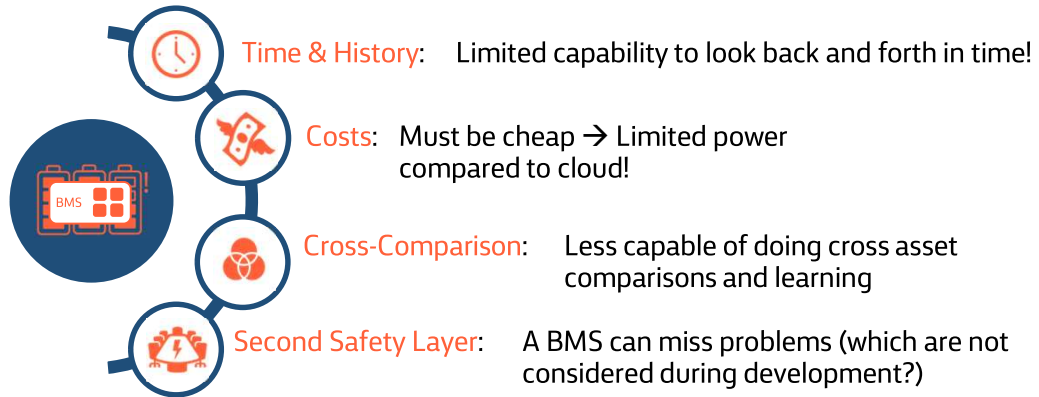 Time & History: Limited capability to look back and forth in time!
Costs: Must be cheap → Limited power
compared to cloud!
BMS
!
Cross-Comparison: Less capable of doing cross asset
comparisons and learning
Second Safety Layer: A BMS can miss problems (which are not
considered during development?)